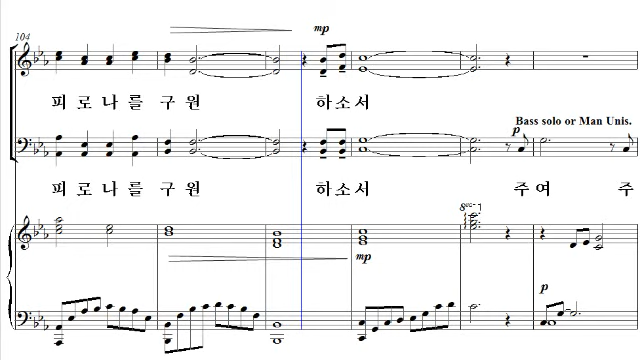 104
mp
피 로 나 를 구 원 하 소 서
Bass solo or Man Unis.
p
피 로 나 를 구 원 하 소 서 주 여 주
8va
mp
p